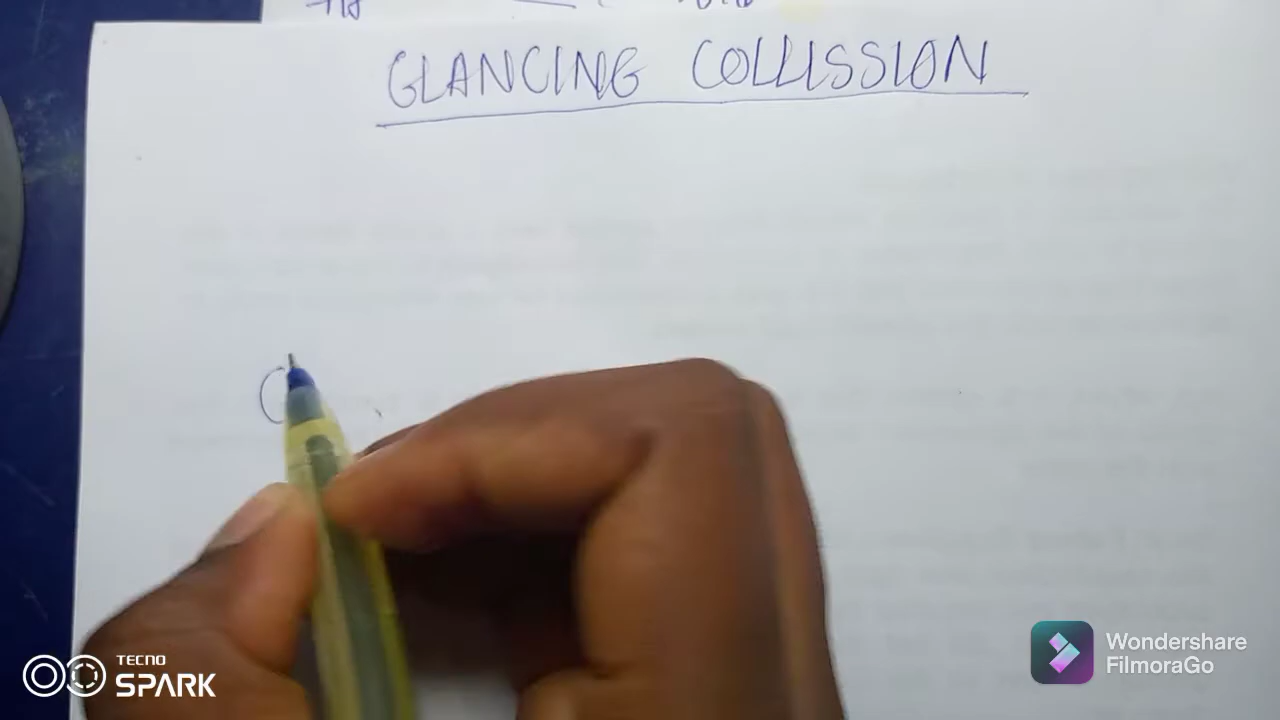 GLANCING COLLISSION
TECNO
SPARK
Wondershare
FilmoraGo